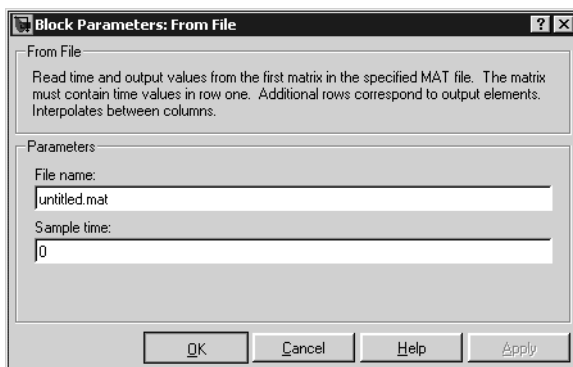 Block Parameters: From File
From File
Read time and output values from the first matrix in the specified MAT file. The matrix
must contain time values in row one. Additional rows correspond to output elements.
Interpolates between columns.
Parameters
File name:
untitled.mat
Sample time:
0
OK Cancel Help Apply